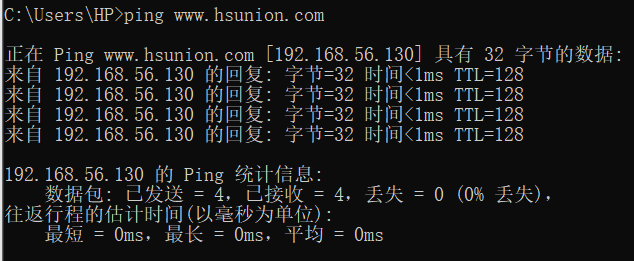 C:\Users\HP>ping www.hsunion.com
正在 Ping www.hsunion.com [192.168.56.130] 具有 32 字节的数据:
来自 192.168.56.130 的回复: 字节=32 时间<1ms TTL=128
来自 192.168.56.130 的回复: 字节=32 时间<1ms TTL=128
来自 192.168.56.130 的回复: 字节=32 时间<1ms TTL=128
来自 192.168.56.130 的回复: 字节=32 时间<1ms TTL=128
192.168.56.130 的 Ping 统计信息:
数据包: 已发送 = 4，已接收 = 4，丢失 = 0 (0% 丢失)，
往返行程的估计时间(以毫秒为单位):
最短 = 0ms，最长 = 0ms，平均 = 0ms